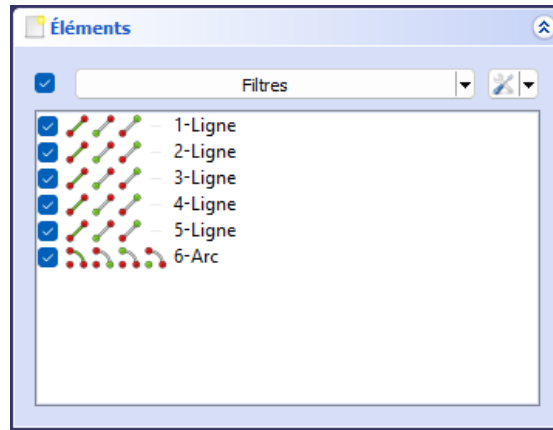 Éléments
Filtres
1-Ligne
2-Ligne
3-Ligne
4-Ligne
5-Ligne
6-Arc